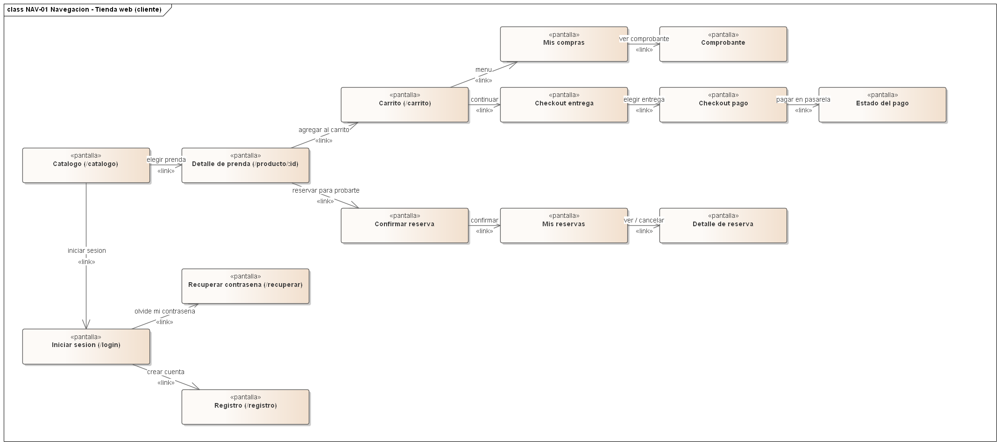 class NAV-01 Navegacion - Tienda web (cliente)
«pantalla»
Mis compras
ver comprobante
«link»
«pantalla»
Comprobante
menu
«link»
«pantalla»
Carrito (/carrito)
continuar
«link»
«pantalla»
Checkout entrega
elegir entrega
«link»
«pantalla»
Checkout pago
pagar en pasarela
«link»
«pantalla»
Estado del pago
agregar al carrito
«link»
«pantalla»
Catalogo (/catalogo)
elegir prenda
«link»
«pantalla»
Detalle de prenda (/producto/:id)
reservar para probarte
«link»
«pantalla»
Confirmar reserva
confirmar
«link»
«pantalla»
Mis reservas
ver / cancelar
«link»
«pantalla»
Detalle de reserva
iniciar sesion
«link»
«pantalla»
Recuperar contrasena (/recuperar)
olvide mi contrasena
«link»
«pantalla»
Iniciar sesion (/login)
crear cuenta
«link»
«pantalla»
Registro (/registro)